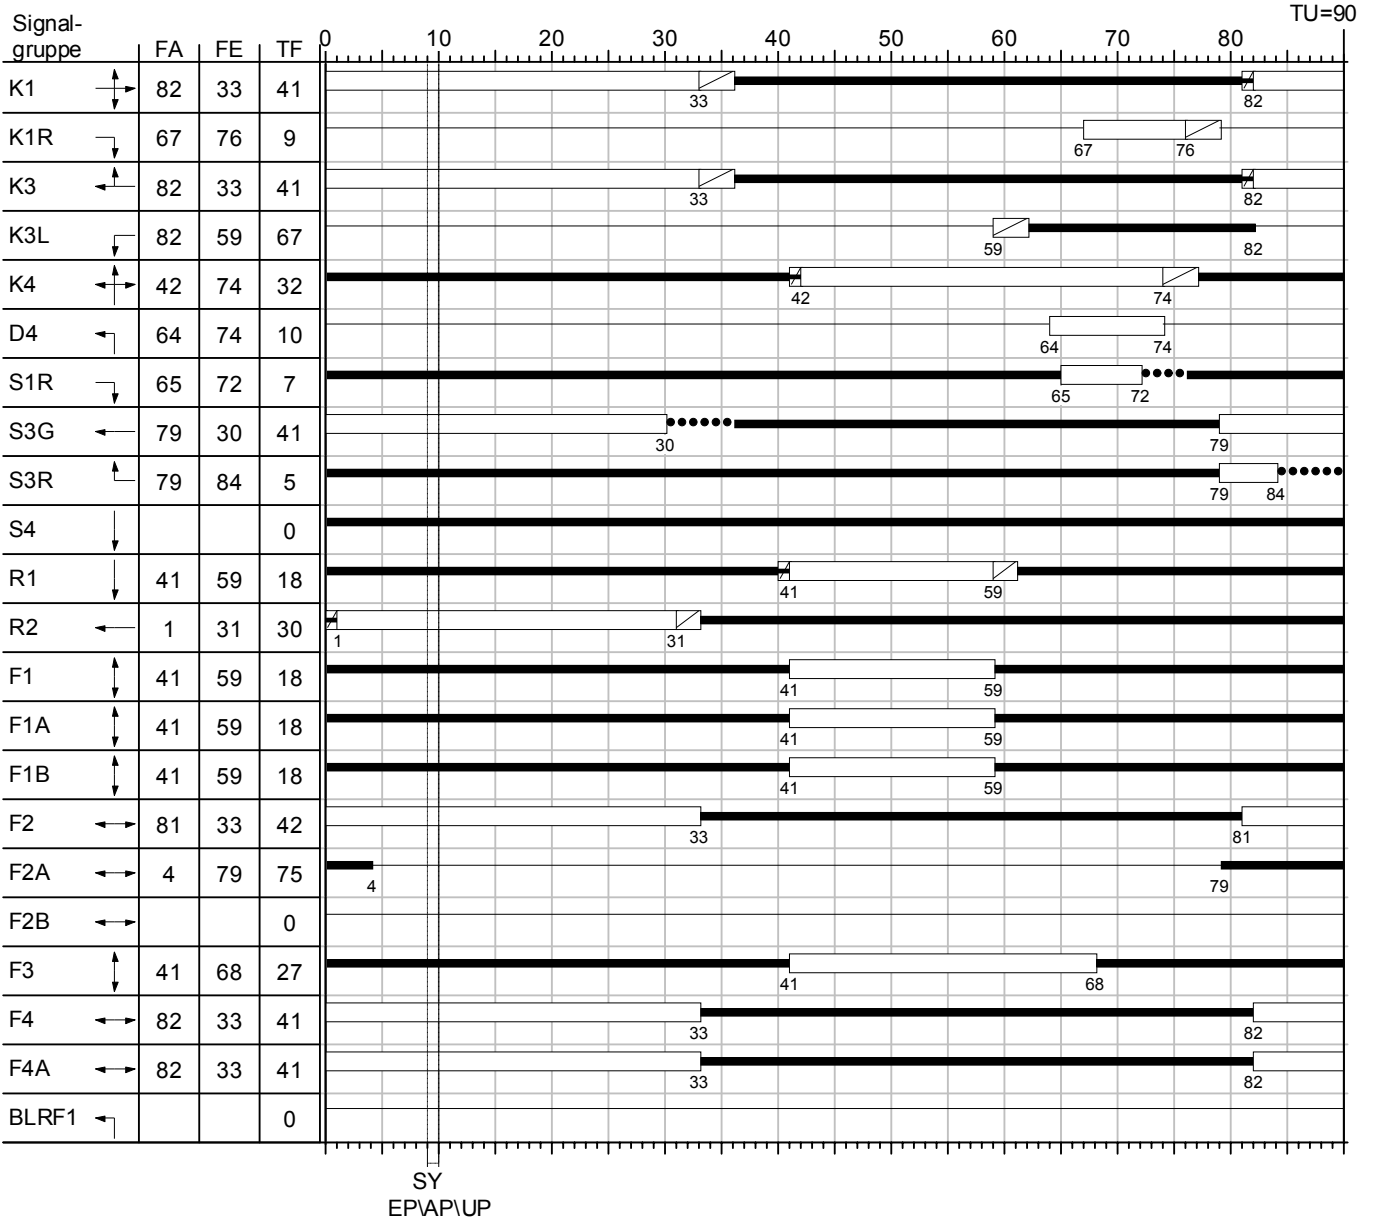 TU=90
Signal-
gruppe FA FE TF 0 10 20 30 40 50 60 70 80
K1 82 33 41
33 82
K1R 67 76 9
67 76
K3 82 33 41
33 82
K3L 82 59 67
59 82
K4 42 74 32
42 74
D4 64 74 10
64 74
S1R 65 72 7
65 72
S3G 79 30 41
30 79
S3R 79 84 5
79 84
S4 0
R1 41 59 18
41 59
R2 1 31 30
1 31
F1 41 59 18
41 59
F1A 41 59 18
41 59
F1B 41 59 18
41 59
F2 81 33 42
33 81
F2A 4 79 75
4 79
F2B 0
F3 41 68 27
41 68
F4 82 33 41
33 82
F4A 82 33 41
33 82
BLRF1 0
SY
EP\AP\UP